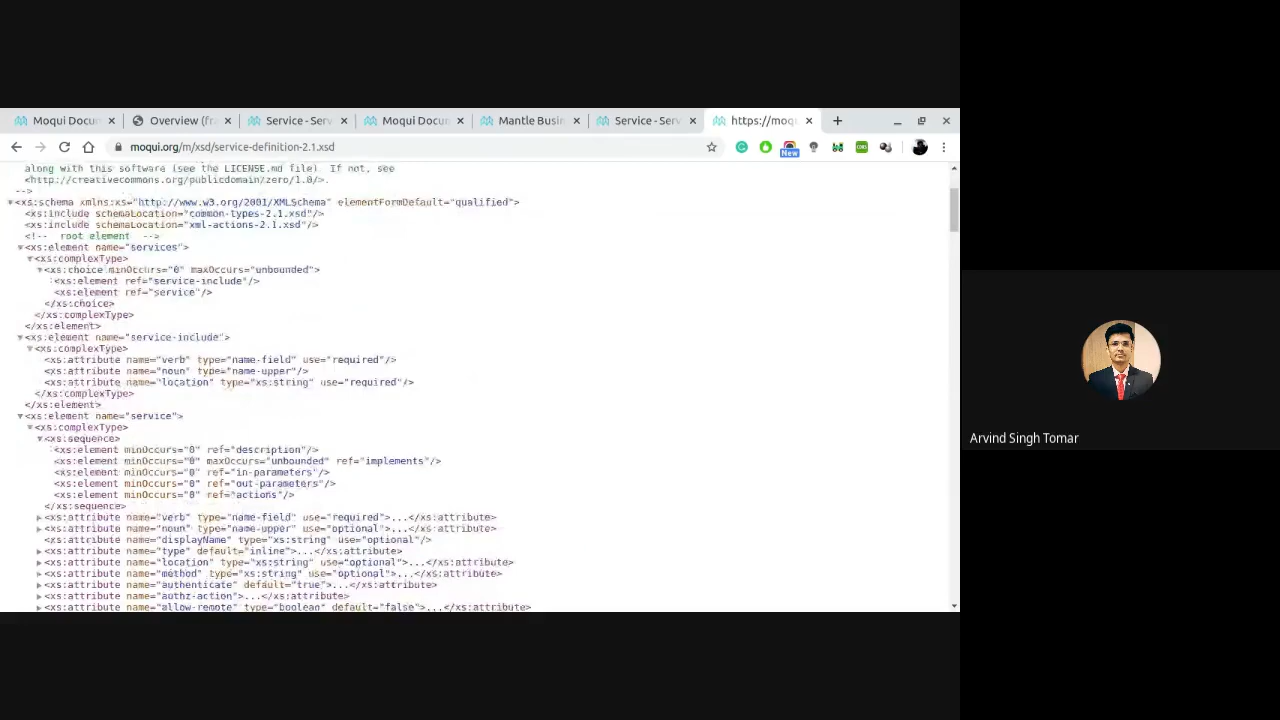 Moqui Docu
Overview (fra
Service - Serv
Moqui Docu
Mantle Busin
Service - Serv
https://moqu
moqui.org/m/xsd/service-definition-2.1.xsd
New
along with this software (see the LICENSE.md file). If not, see
<http://creativecommons.org/publicdomain/zero/1.0/>.
-->
<xs:schema xmlns:xs="http://www.w3.org/2001/XMLSchema" elementFormDefault="qualified">
<xs:include schemaLocation="common-types-2.1.xsd"/>
<xs:include schemaLocation="xml-actions-2.1.xsd"/>
<!-- root element -->
<xs:element name="services">
<xs:complexType>
<xs:choice minOccurs="0" maxOccurs="unbounded">
<xs:element ref="service-include"/>
<xs:element ref="service"/>
</xs:choice>
</xs:complexType>
</xs:element>
<xs:element name="service-include">
<xs:complexType>
<xs:attribute name="verb" type="name-field" use="required"/>
<xs:attribute name="noun" type="name-upper"/>
<xs:attribute name="location" type="xs:string" use="required"/>
</xs:complexType>
</xs:element>
<xs:element name="service">
<xs:complexType>
<xs:sequence>
<xs:element minOccurs="0" ref="description"/>
<xs:element minOccurs="0" maxOccurs="unbounded" ref="implements"/>
<xs:element minOccurs="0" ref="in-parameters"/>
<xs:element minOccurs="0" ref="out-parameters"/>
<xs:element minOccurs="0" ref="actions"/>
</xs:sequence>
<xs:attribute name="verb" type="name-field" use="required">...</xs:attribute>
<xs:attribute name="noun" type="name-upper" use="optional">...</xs:attribute>
<xs:attribute name="displayName" type="xs:string" use="optional"/>
<xs:attribute name="type" default="inline">...</xs:attribute>
<xs:attribute name="location" type="xs:string" use="optional">...</xs:attribute>
<xs:attribute name="method" type="xs:string" use="optional">...</xs:attribute>
<xs:attribute name="authenticate" default="true">...</xs:attribute>
<xs:attribute name="authz-action">...</xs:attribute>
<xs:attribute name="allow-remote" type="boolean" default="false">...</xs:attribute>
Arvind Singh Tomar